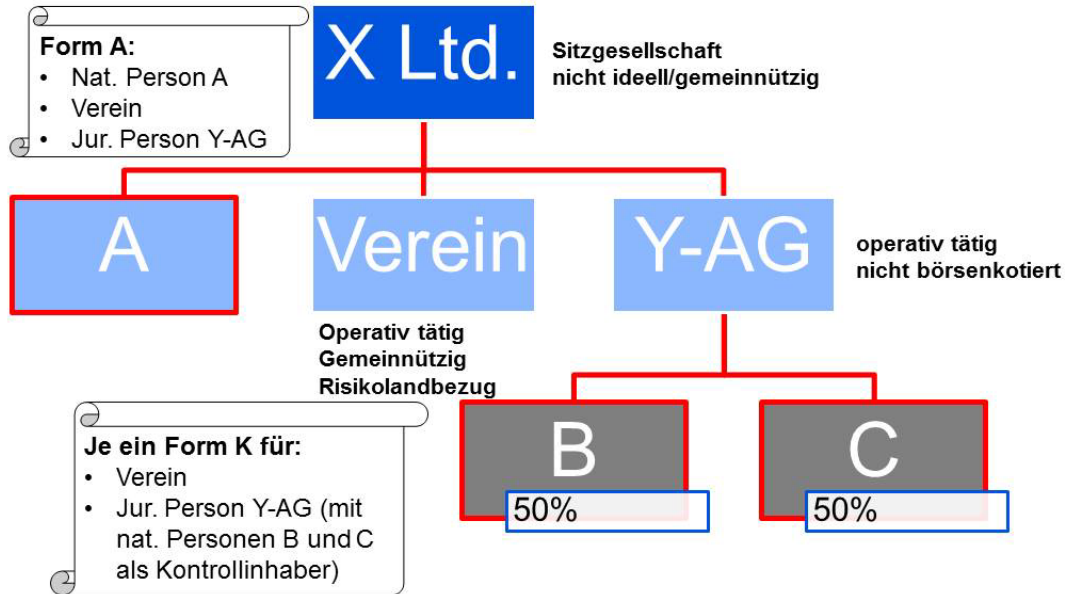 Form A:
• Nat. Person A
• Verein
• Jur. Person Y-AG
X Ltd.
Sitzgesellschaft
nicht ideell/gemeinnützig
A
Verein
Y-AG
operativ tätig
nicht börsenkotiert
Operativ tätig
Gemeinnützig
Risikolandbezug
Je ein Form K für:
• Verein
• Jur. Person Y-AG (mit
nat. Personen B und C
als Kontrollinhaber)
B
50%
C
50%